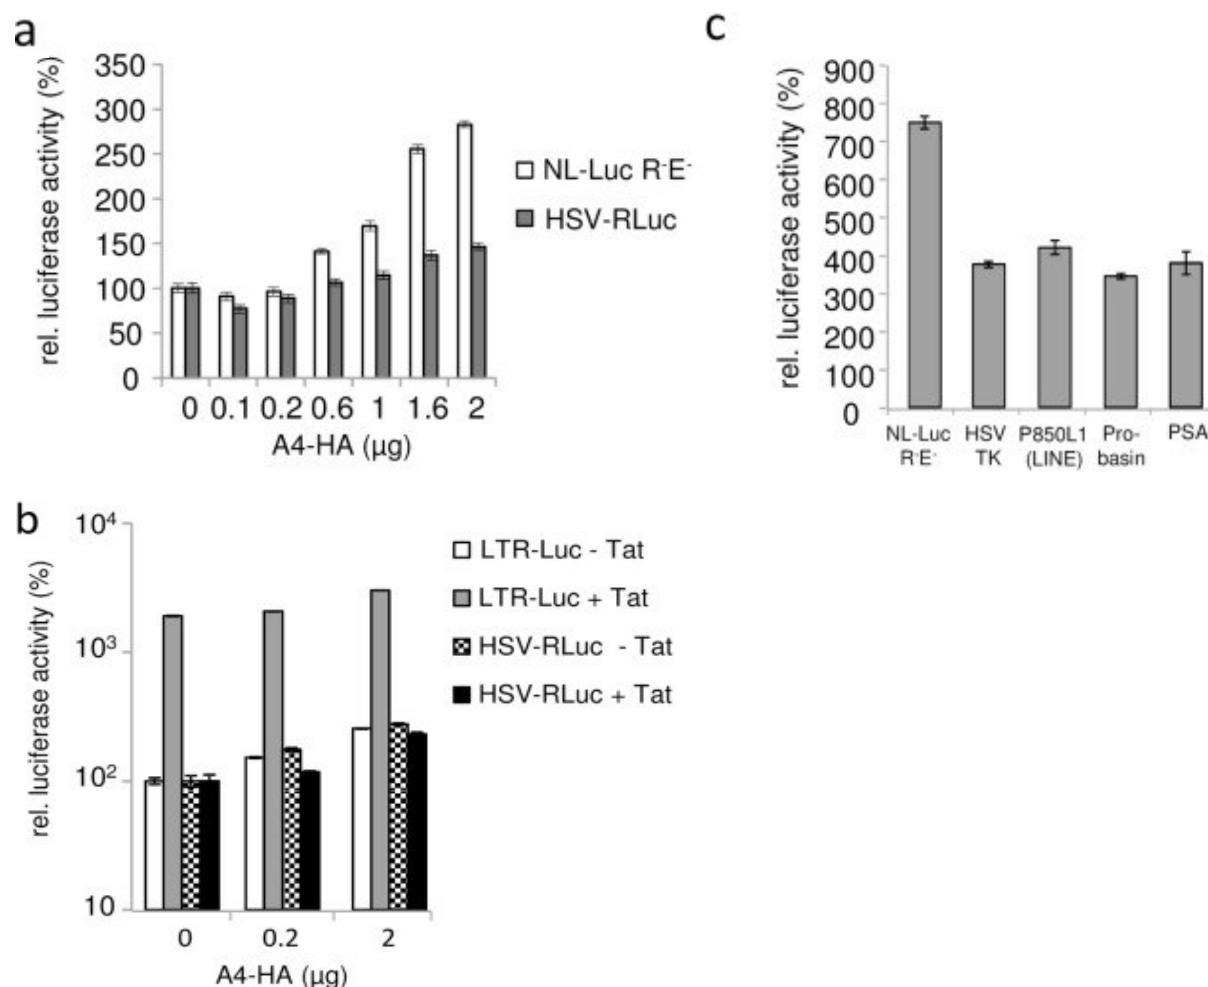 a
rel. luciferase activity (%)
350
300
250
200
150
100
50
0
0 0.1 0.2 0.6 1 1.6 2
A4-HA (μg)
NL-Luc R⁻E⁻
HSV-RLuc
c
rel. luciferase activity (%)
900
800
700
600
500
400
300
200
100
0
NL-Luc HSV P850L1 Pro- PSA
R⁻E⁻ TK (LINE) basin
b
rel. luciferase activity (%)
10⁴
10³
10²
10
0 0.2 2
A4-HA (μg)
LTR-Luc - Tat
LTR-Luc + Tat
HSV-RLuc - Tat
HSV-RLuc + Tat